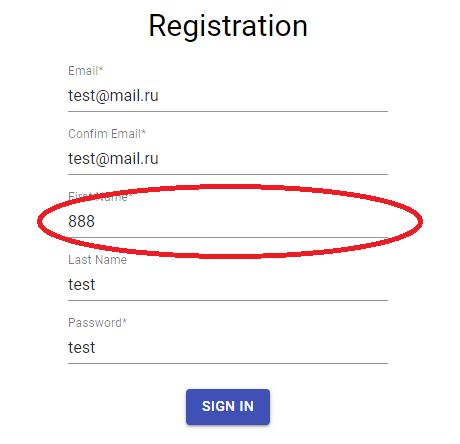 Registration
Email*
test@mail.ru
Confim Email*
test@mail.ru
First Name*
888
Last Name
test
Password*
test
SIGN IN